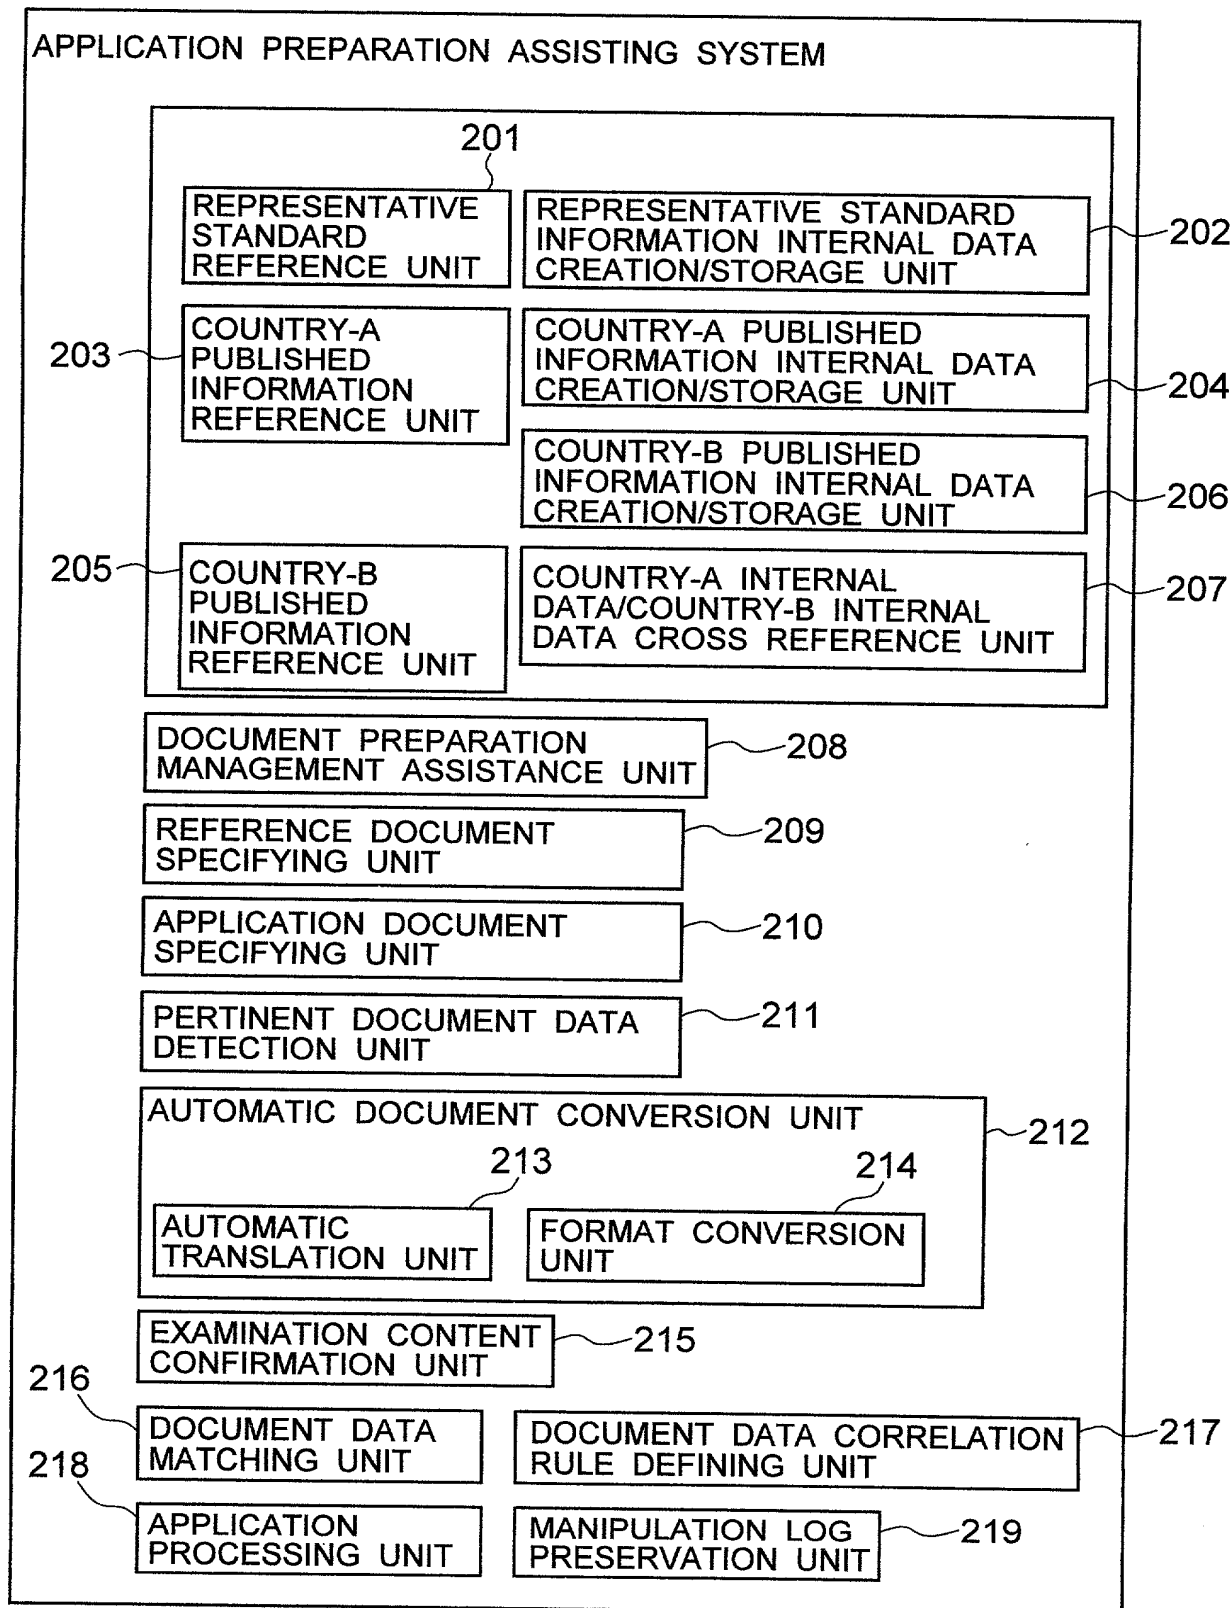 APPLICATION PREPARATION ASSISTING SYSTEM
201
REPRESENTATIVE
STANDARD
REFERENCE UNIT
REPRESENTATIVE STANDARD
INFORMATION INTERNAL DATA
CREATION/STORAGE UNIT
202
203
COUNTRY-A
PUBLISHED
INFORMATION
REFERENCE UNIT
COUNTRY-A PUBLISHED
INFORMATION INTERNAL DATA
CREATION/STORAGE UNIT
204
COUNTRY-B PUBLISHED
INFORMATION INTERNAL DATA
CREATION/STORAGE UNIT
206
205
COUNTRY-B
PUBLISHED
INFORMATION
REFERENCE UNIT
COUNTRY-A INTERNAL
DATA/COUNTRY-B INTERNAL
DATA CROSS REFERENCE UNIT
207
DOCUMENT PREPARATION
MANAGEMENT ASSISTANCE UNIT
208
REFERENCE DOCUMENT
SPECIFYING UNIT
209
APPLICATION DOCUMENT
SPECIFYING UNIT
210
PERTINENT DOCUMENT DATA
DETECTION UNIT
211
AUTOMATIC DOCUMENT CONVERSION UNIT
212
213
214
AUTOMATIC
TRANSLATION UNIT
FORMAT CONVERSION
UNIT
EXAMINATION CONTENT
CONFIRMATION UNIT
215
216
DOCUMENT DATA
MATCHING UNIT
DOCUMENT DATA CORRELATION
RULE DEFINING UNIT
217
218
APPLICATION
PROCESSING UNIT
MANIPULATION LOG
PRESERVATION UNIT
219